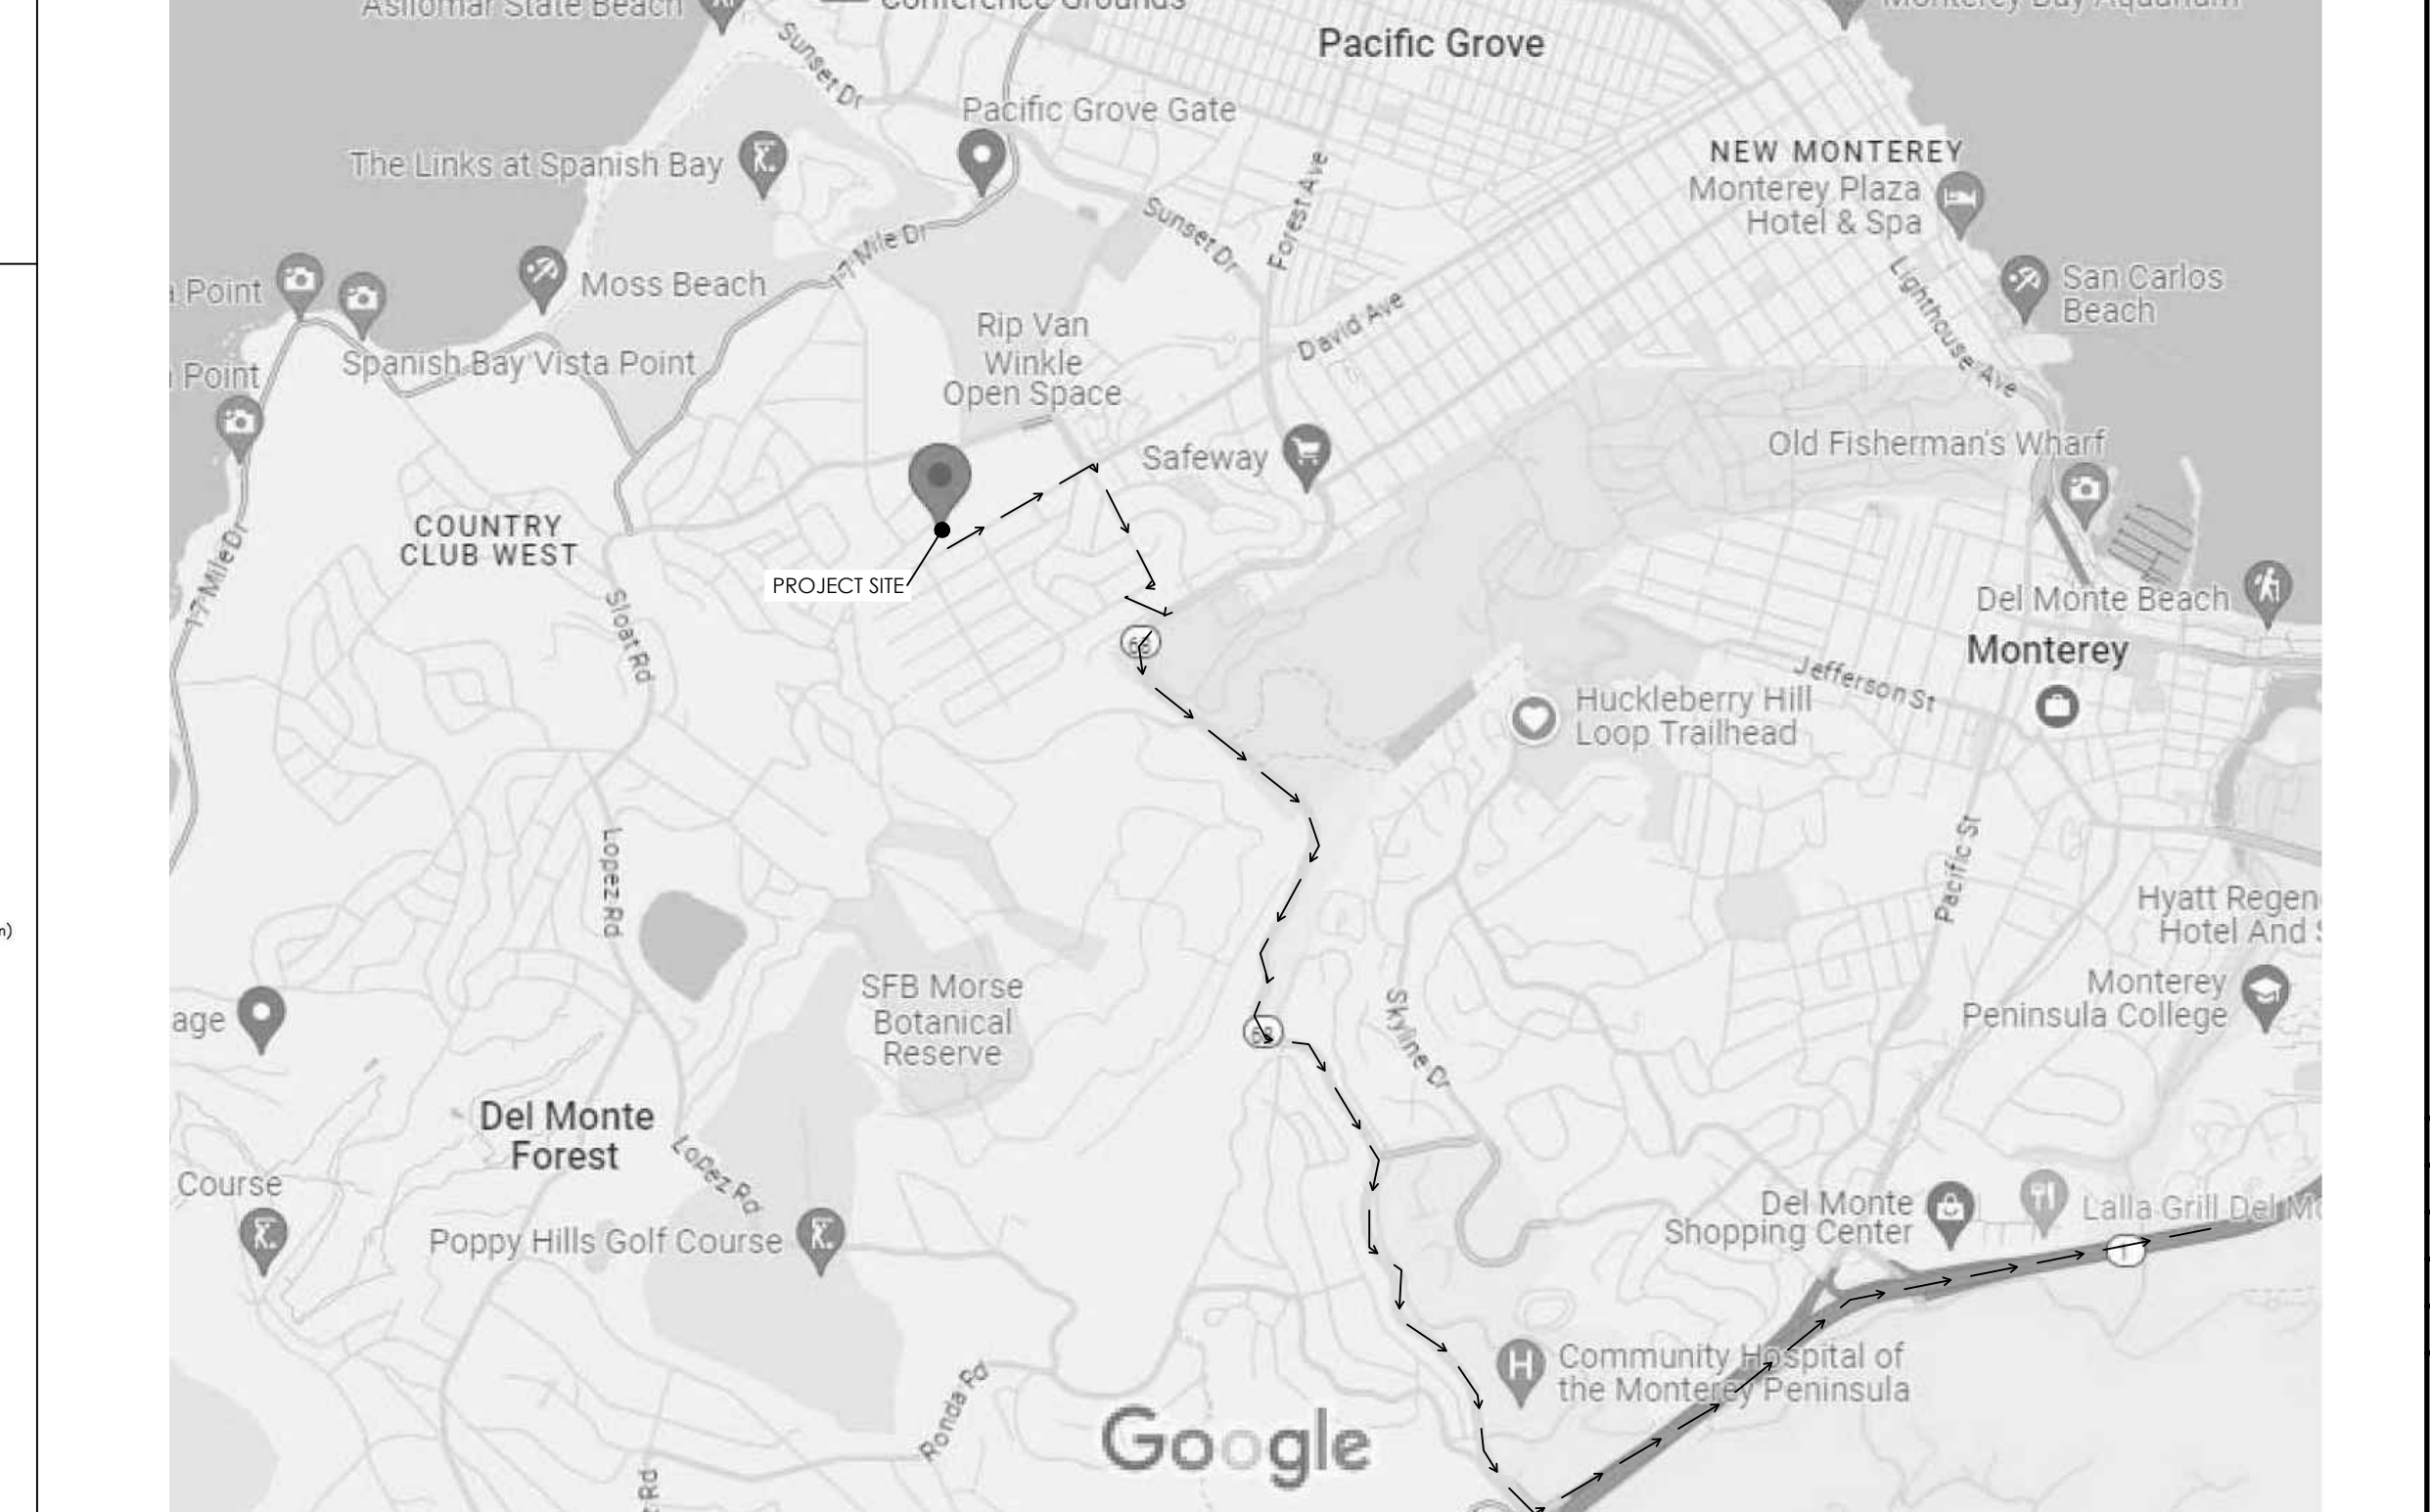 Asilomar State Beach
Conference Grounds
Monterey Bay Aquarium
Pacific Grove
Sunset Dr
Pacific Grove Gate
The Links at Spanish Bay
NEW MONTEREY
Monterey Plaza
Hotel & Spa
Forest Ave
Sunset Dr
17 Mile Dr
Point
Moss Beach
San Carlos
Beach
Lighthouse Ave
David Ave
Rip Van
Winkle
Open Space
Spanish Bay Vista Point
Point
Safeway
Old Fisherman's Wharf
COUNTRY
CLUB WEST
17 Mile Dr
PROJECT SITE
Del Monte Beach
Sloat Rd
68
Monterey
Jefferson St
Huckleberry Hill
Loop Trailhead
Lopez Rd
Pacific St
n)
Hyatt Regen
Hotel And S
SFB Morse
Botanical
Reserve
Monterey
Peninsula College
age
68
Skyline Dr
Del Monte
Forest
Lopez Rd
Course
Poppy Hills Golf Course
Del Monte
Shopping Center
Lalla Grill Del Mo
1
Community Hospital of
the Monterey Peninsula
Ronda Rd
Google
Rd